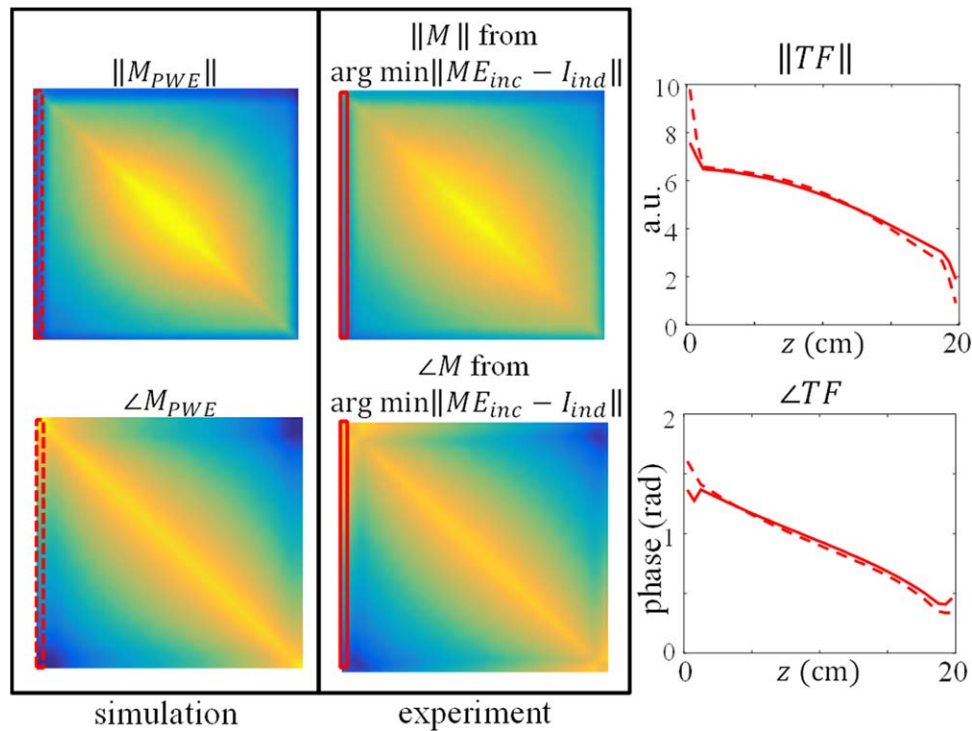 ‖M_PWE‖
‖M‖ from
arg min‖ME_inc − I_ind‖
∠M_PWE
∠M from
arg min‖ME_inc − I_ind‖
simulation
experiment
‖TF‖
10
8
6
4
2
0
a.u.
0
20
z (cm)
∠TF
2
1
0
phase (rad)
0
20
z (cm)